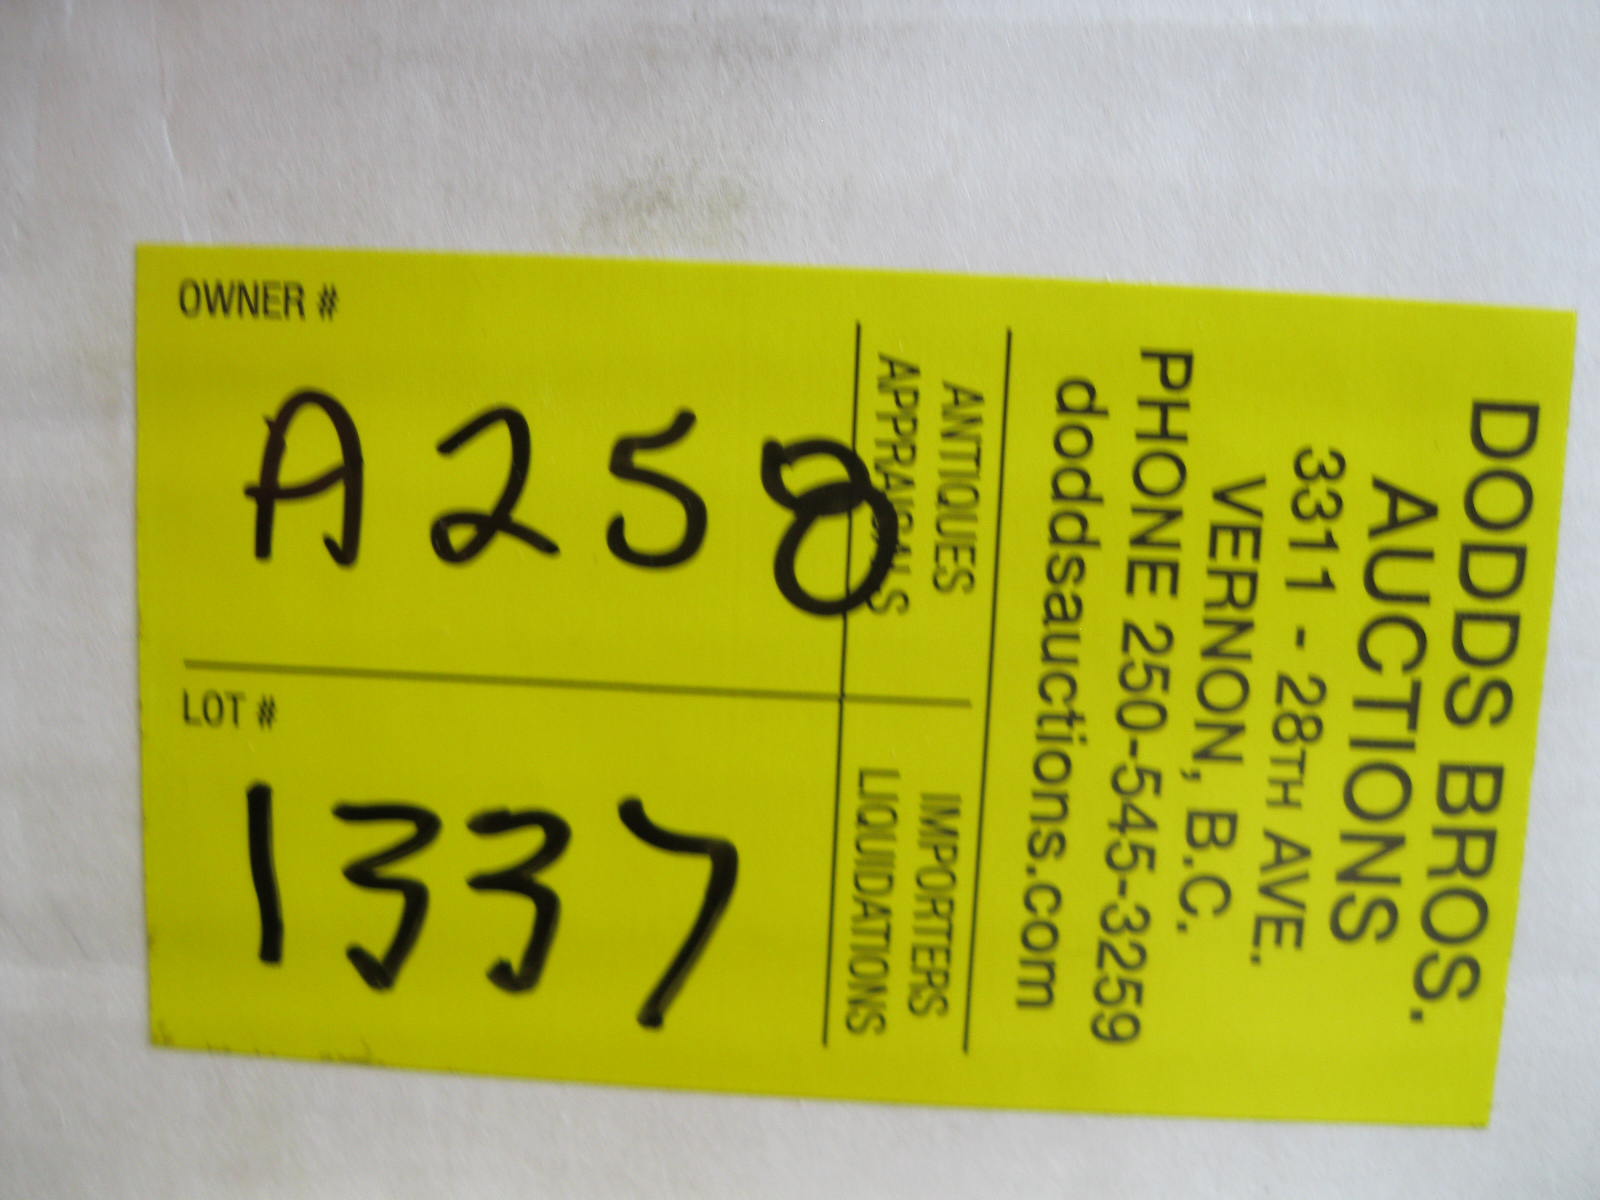 DODDS BROS.
AUCTIONS
3311 - 28TH AVE.
VERNON, B.C.
PHONE 250-545-3259
doddsauctions.com
ANTIQUES
APPRAISALS
IMPORTERS
LIQUIDATIONS
OWNER #
A258
LOT #
1337